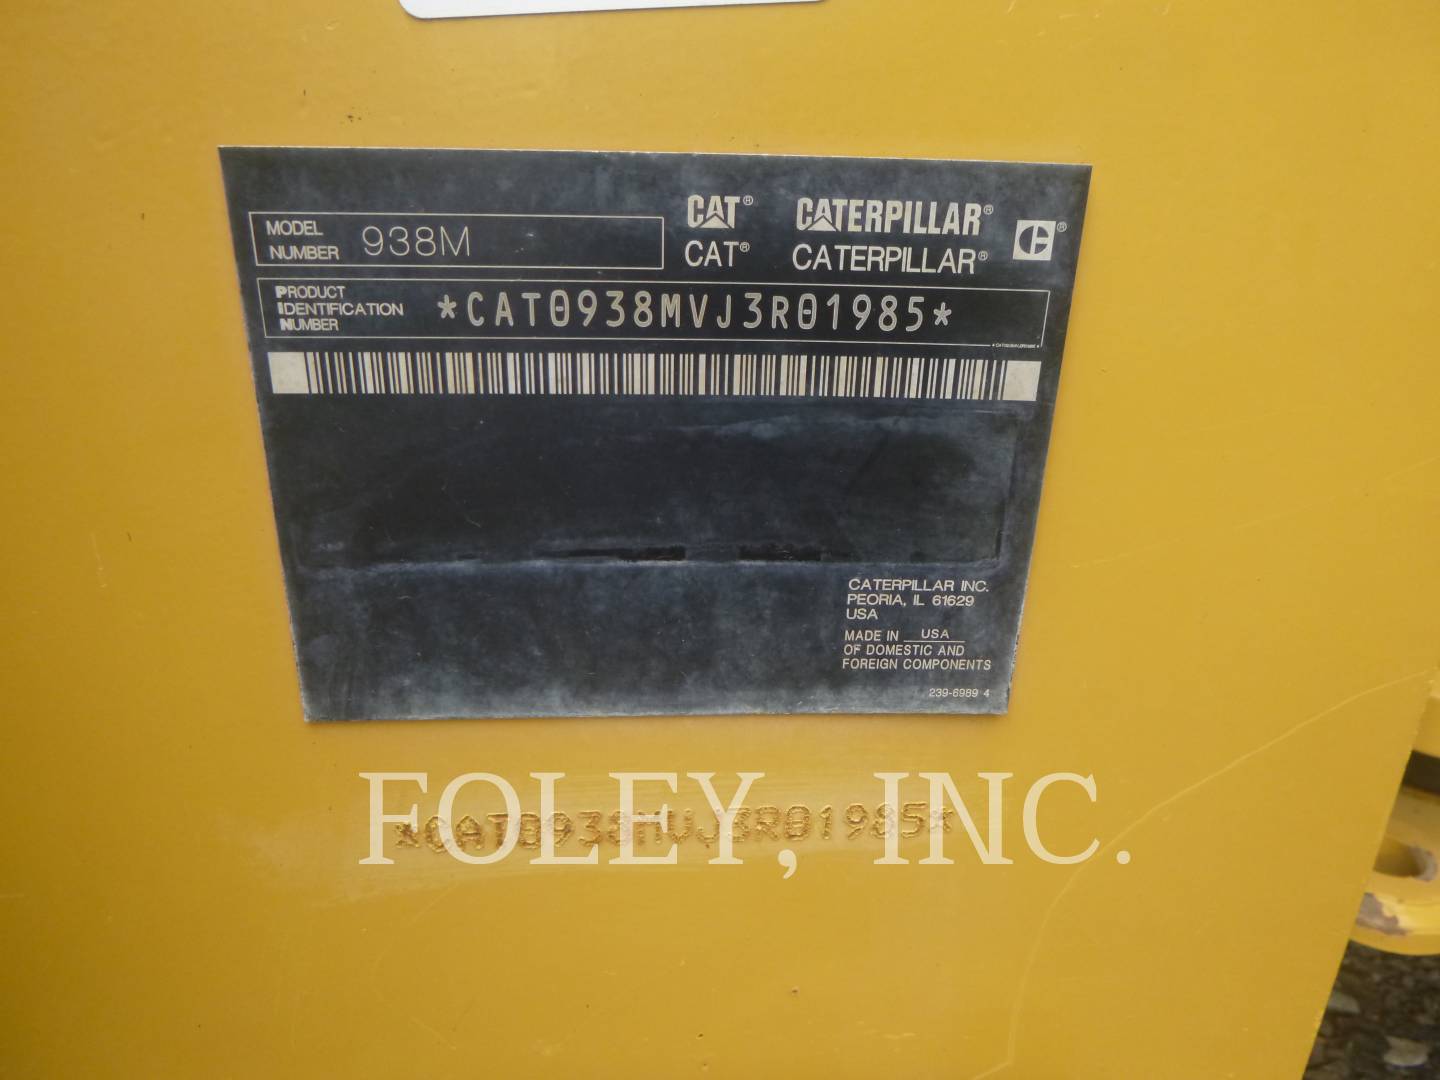 MODEL
NUMBER 938M
CAT® CATERPILLAR®
CAT® CATERPILLAR®
C®
PRODUCT
IDENTIFICATION
NUMBER
*CAT0938MVJ3R01985*
CATERPILLAR INC.
PEORIA, IL 61629
USA
MADE IN USA
OF DOMESTIC AND
FOREIGN COMPONENTS
239-6989 4
FOLEY, INC.
*CAT0938MVJ3R01985*